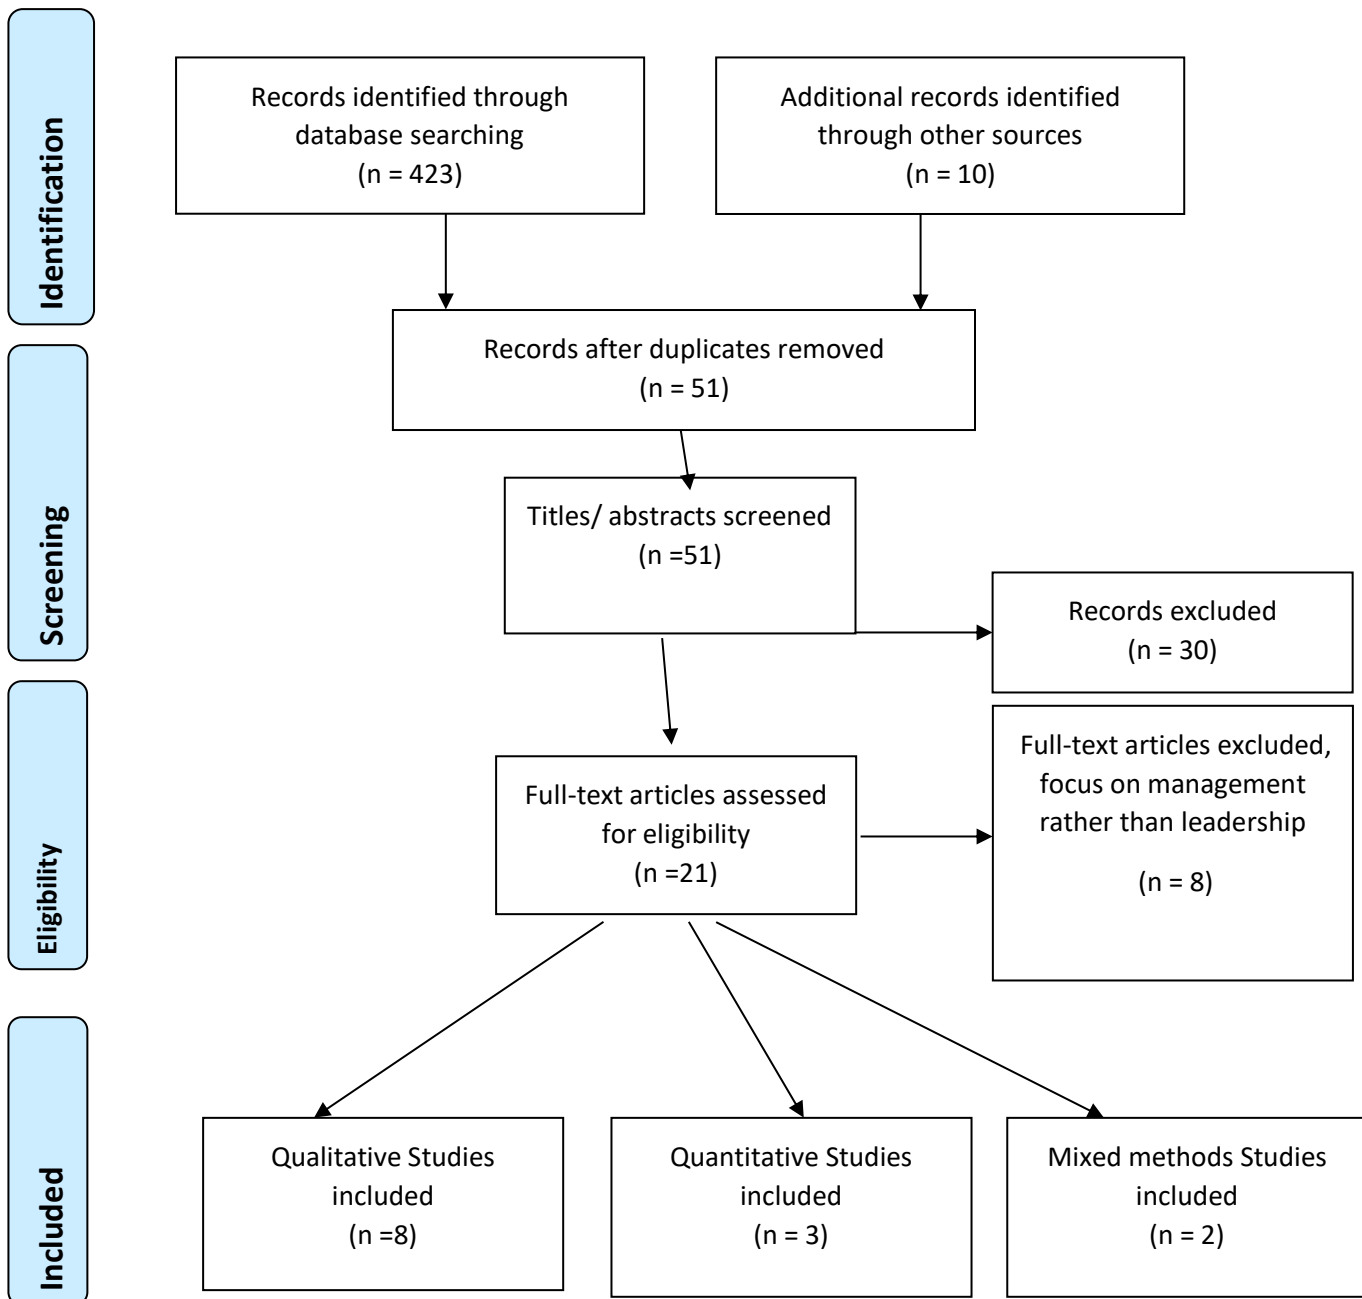 Identification
Records identified through
database searching
(n = 423)
Additional records identified
through other sources
(n = 10)
Records after duplicates removed
(n = 51)
Screening
Titles/ abstracts screened
(n =51)
Records excluded
(n = 30)
Eligibility
Full-text articles assessed
for eligibility
(n =21)
Full-text articles excluded,
focus on management
rather than leadership
(n = 8)
Included
Qualitative Studies
included
(n =8)
Quantitative Studies
included
(n = 3)
Mixed methods Studies
included
(n = 2)